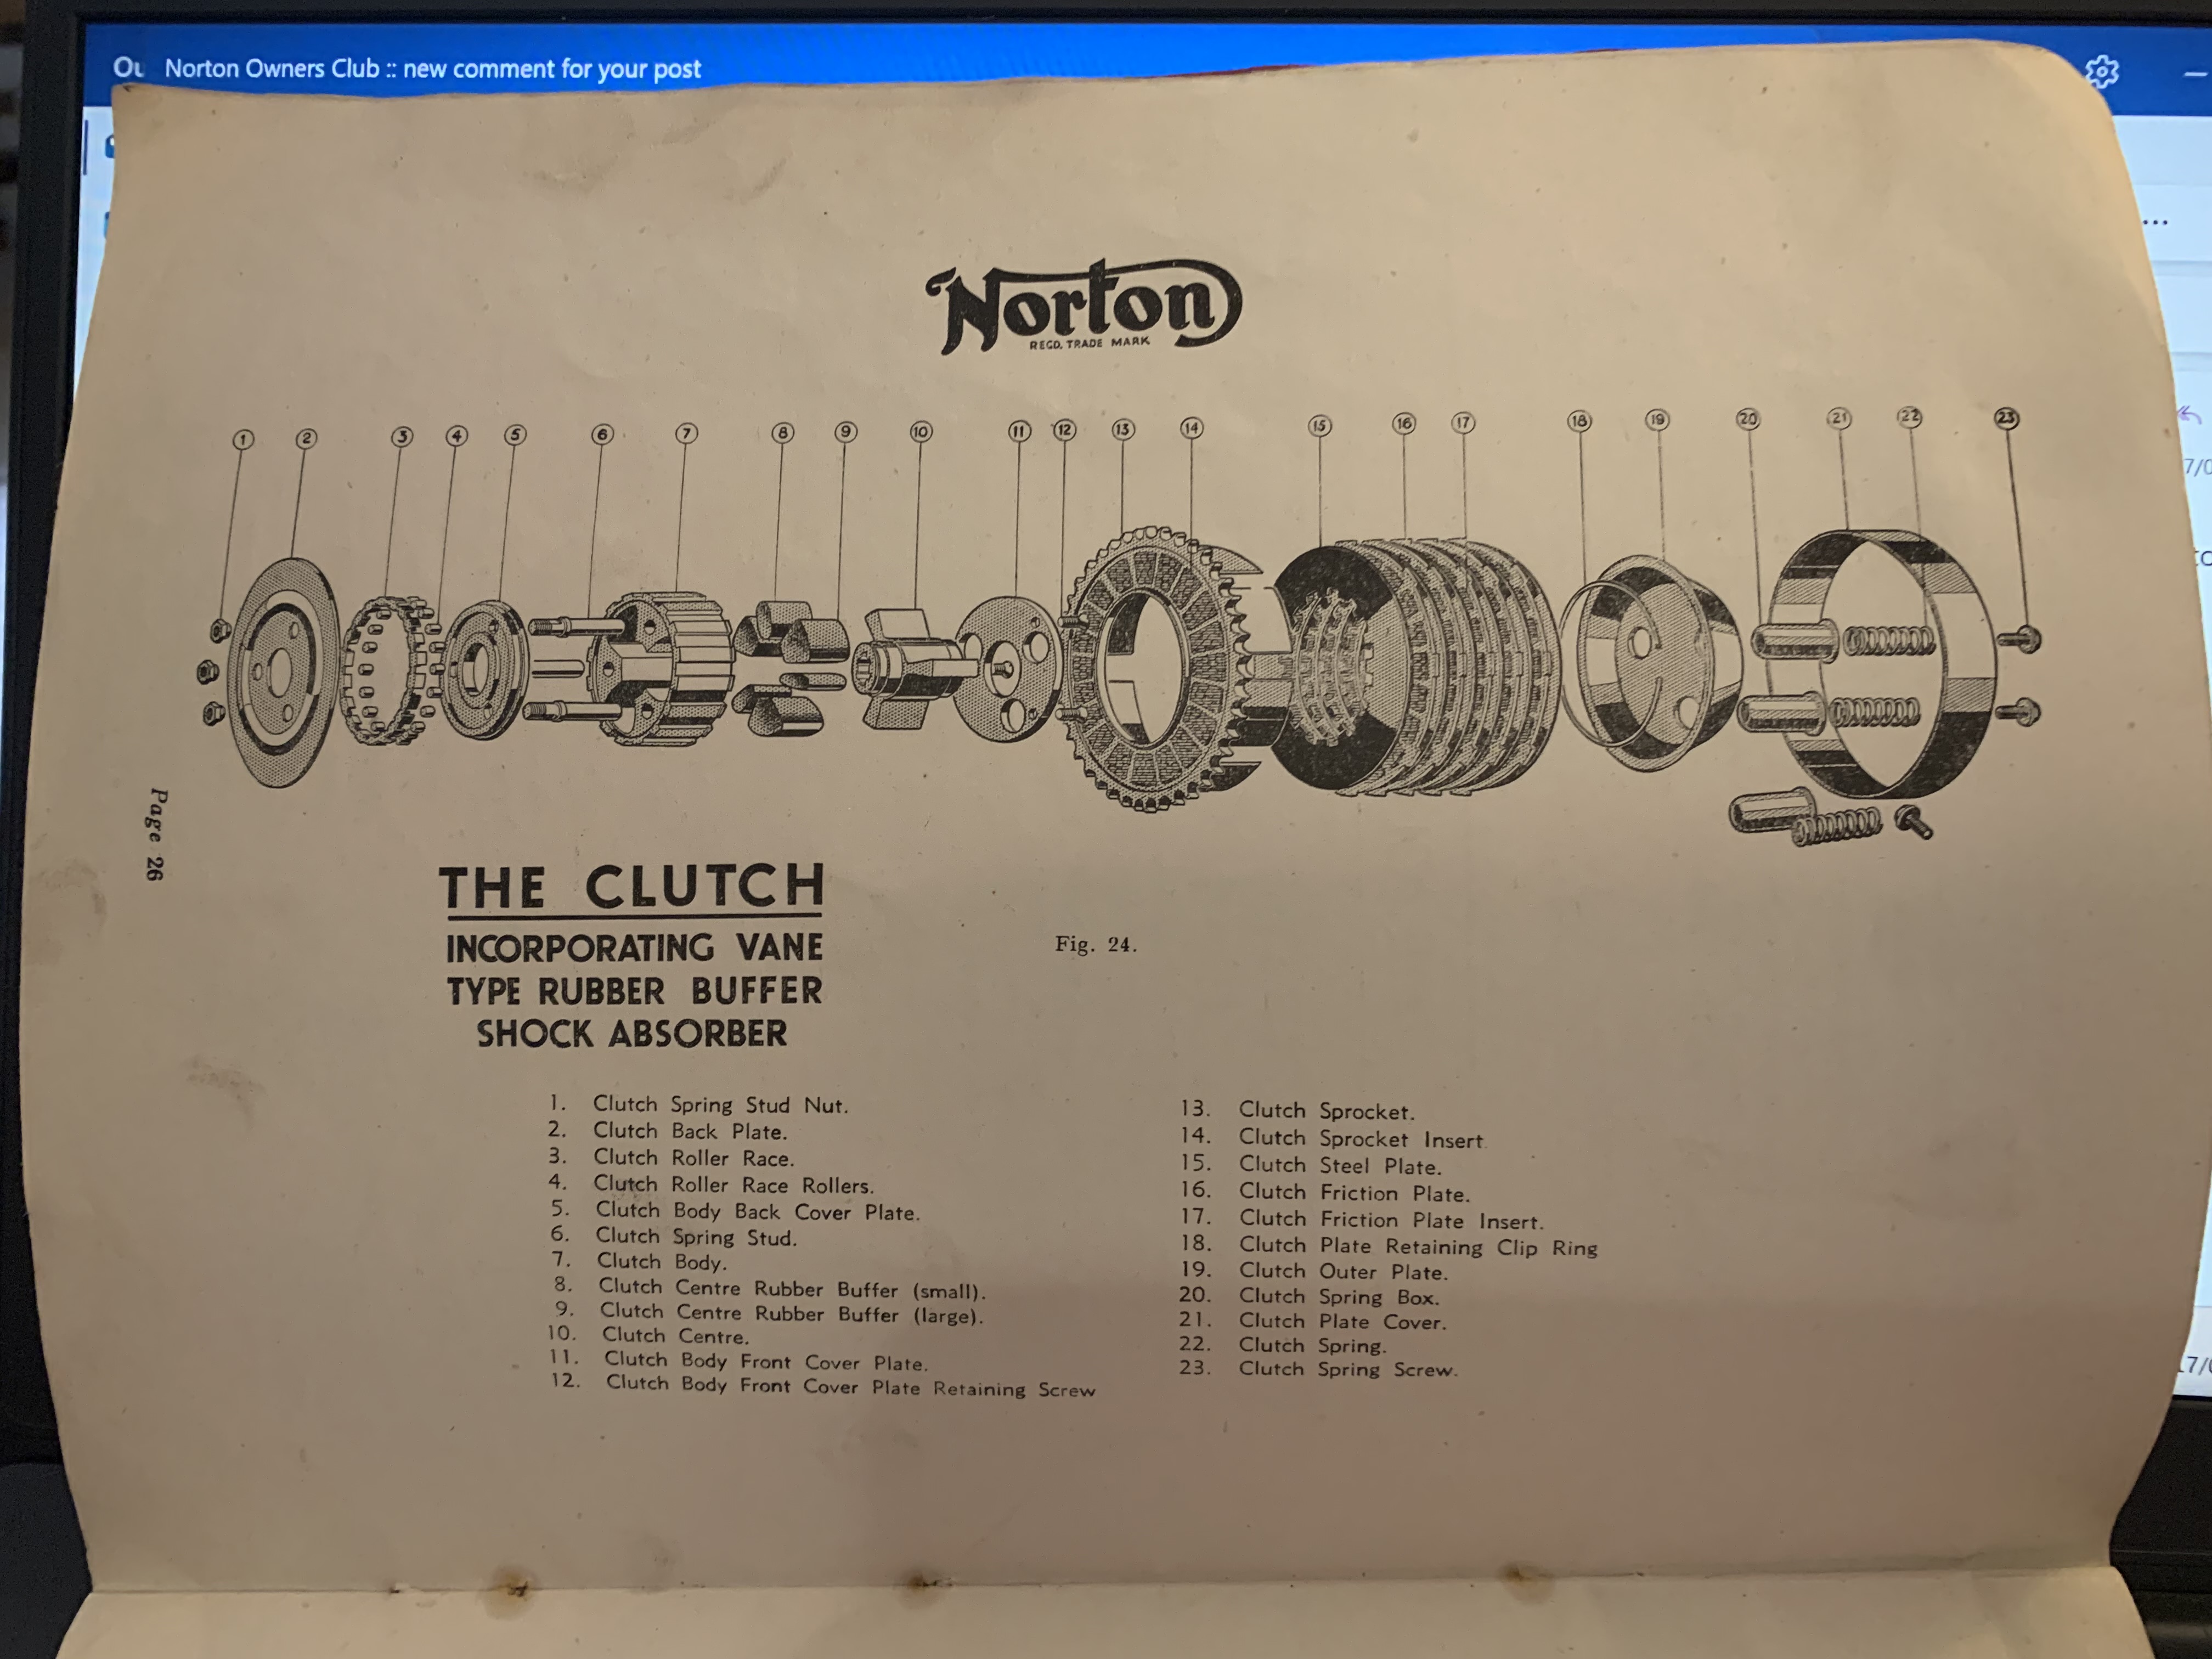 Norton Owners Club :: new comment for your post
Norton
REGD. TRADE MARK
1 2 3 4 5 6 7 8 9 10 11 12 13 14 15 16 17 18 19 20 21 22 23
Page 26
THE CLUTCH
INCORPORATING VANE
TYPE RUBBER BUFFER
SHOCK ABSORBER
Fig. 24.
1. Clutch Spring Stud Nut.
2. Clutch Back Plate.
3. Clutch Roller Race.
4. Clutch Roller Race Rollers.
5. Clutch Body Back Cover Plate.
6. Clutch Spring Stud.
7. Clutch Body.
8. Clutch Centre Rubber Buffer (small).
9. Clutch Centre Rubber Buffer (large).
10. Clutch Centre.
11. Clutch Body Front Cover Plate.
12. Clutch Body Front Cover Plate Retaining Screw
13. Clutch Sprocket.
14. Clutch Sprocket Insert
15. Clutch Steel Plate.
16. Clutch Friction Plate.
17. Clutch Friction Plate Insert.
18. Clutch Plate Retaining Clip Ring
19. Clutch Outer Plate.
20. Clutch Spring Box.
21. Clutch Plate Cover.
22. Clutch Spring.
23. Clutch Spring Screw.